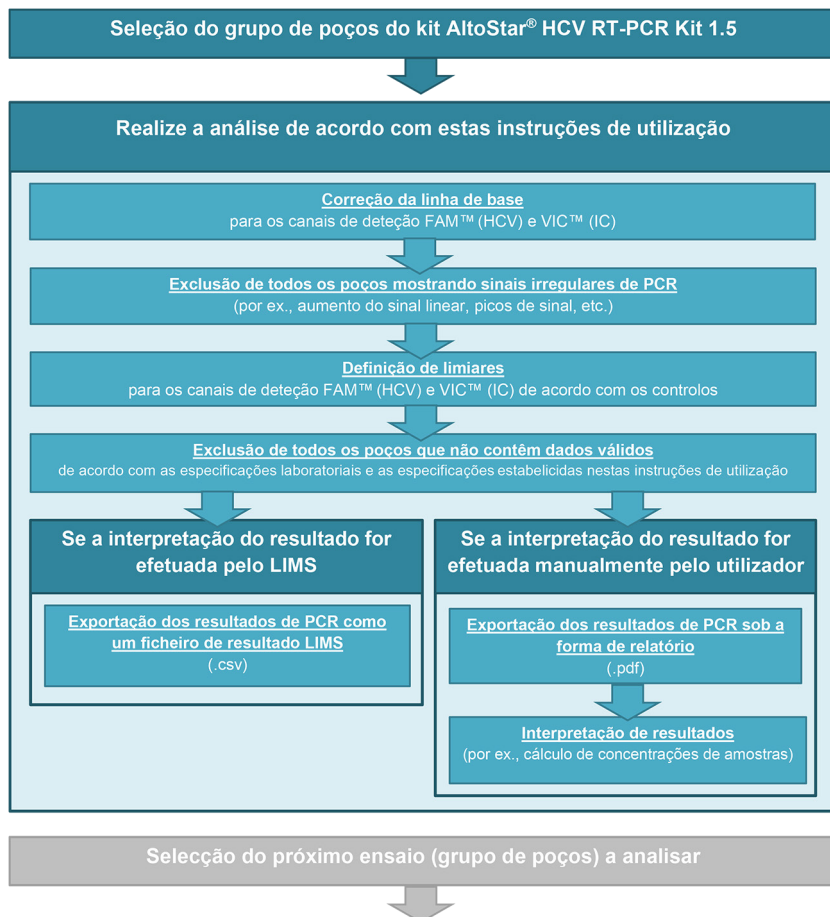 Seleção do grupo de poços do kit AltoStar® HCV RT-PCR Kit 1.5
Realize a análise de acordo com estas instruções de utilização
Correção da linha de base
para os canais de deteção FAM™ (HCV) e VIC™ (IC)
Exclusão de todos os poços mostrando sinais irregulares de PCR
(por ex., aumento do sinal linear, picos de sinal, etc.)
Definição de limiares
para os canais de deteção FAM™ (HCV) e VIC™ (IC) de acordo com os controlos
Exclusão de todos os poços que não contêm dados válidos
de acordo com as especificações laboratoriais e as especificações estabelicidas nestas instruções de utilização
Se a interpretação do resultado for
efetuada pelo LIMS
Exportação dos resultados de PCR como
um ficheiro de resultado LIMS
(.csv)
Se a interpretação do resultado for
efetuada manualmente pelo utilizador
Exportação dos resultados de PCR sob a
forma de relatório
(.pdf)
Interpretação de resultados
(por ex., cálculo de concentrações de amostras)
Selecção do próximo ensaio (grupo de poços) a analisar